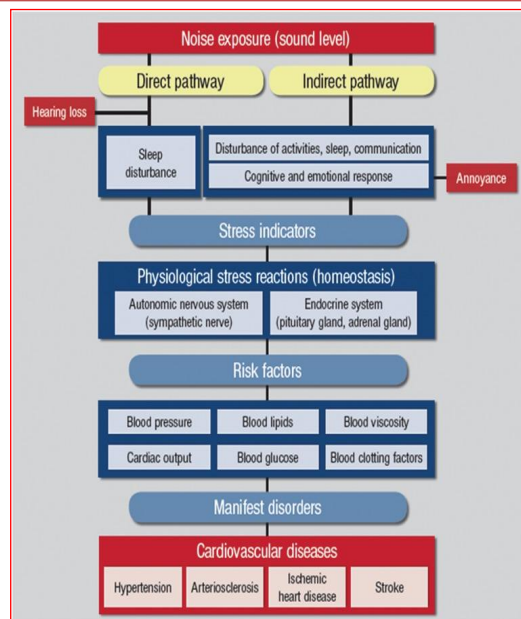 Noise exposure (sound level)
Direct pathway
Indirect pathway
Hearing loss
Sleep
disturbance
Disturbance of activities, sleep, communication
Cognitive and emotional response
Annoyance
Stress indicators
Physiological stress reactions (homeostasis)
Autonomic nervous system
(sympathetic nerve)
Endocrine system
(pituitary gland, adrenal gland)
Risk factors
Blood pressure
Blood lipids
Blood viscosity
Cardiac output
Blood glucose
Blood clotting factors
Manifest disorders
Cardiovascular diseases
Hypertension
Arteriosclerosis
Ischemic
heart disease
Stroke